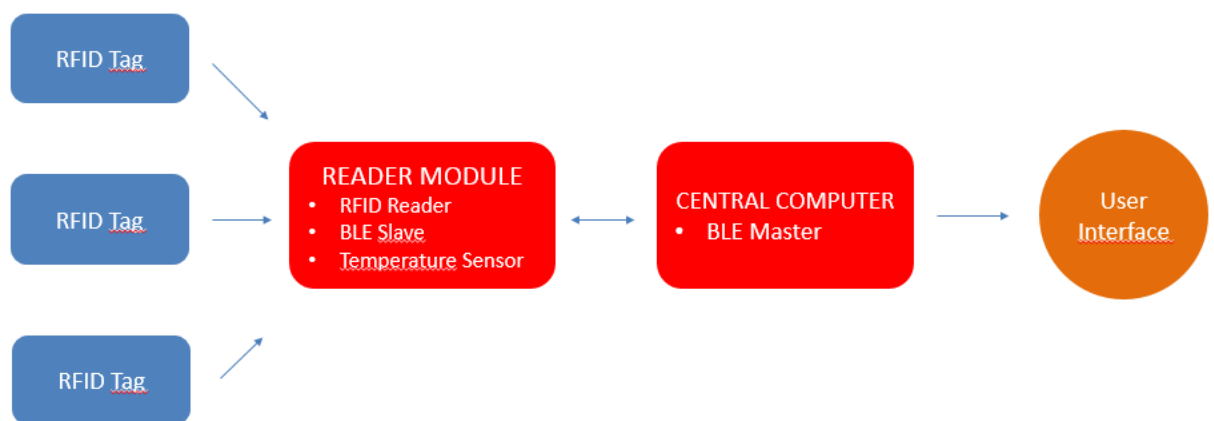 RFID Tag
RFID Tag
RFID Tag
READER MODULE
• RFID Reader
• BLE Slave
• Temperature Sensor
CENTRAL COMPUTER
• BLE Master
User
Interface